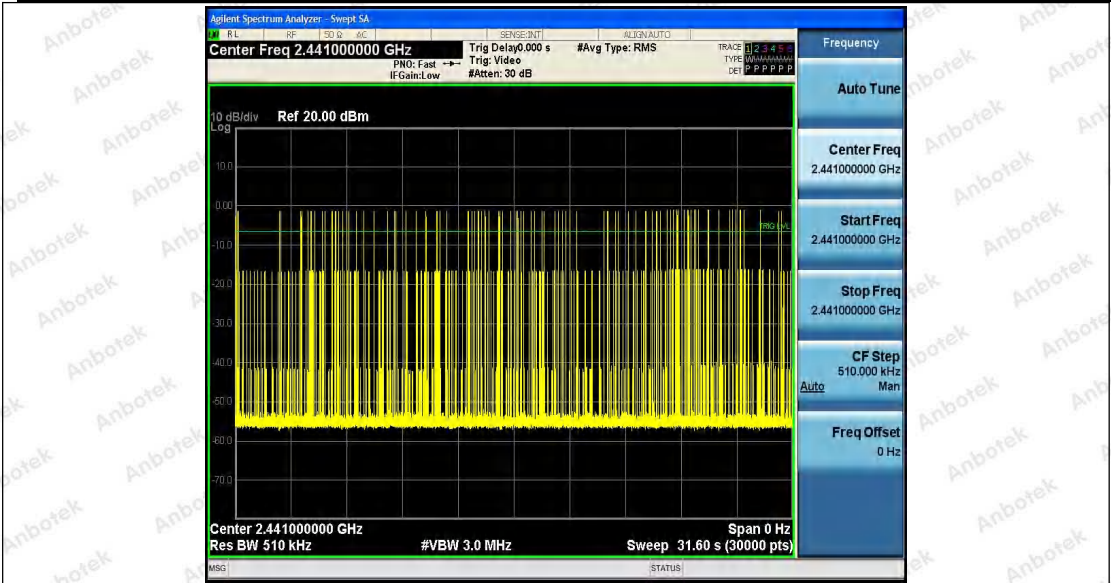 Agilent Spectrum Analyzer - Swept SA
RL RF 50 Ω AC SENSE:INT ALIGNAUTO
Center Freq 2.441000000 GHz
PNO: Fast
IFGain:Low
Trig Delay0.000 s
Trig: Video
#Atten: 30 dB
#Avg Type: RMS
TRACE 1 2 3 4 5 6
TYPE
DET P P P P P P
10 dB/div Ref 20.00 dBm
Log
10.0
0.00
TRIG LVL
-10.0
-20.0
-30.0
-40.0
-50.0
-60.0
-70.0
Center 2.441000000 GHz Span 0 Hz
Res BW 510 kHz #VBW 3.0 MHz Sweep 31.60 s (30000 pts)
MSG STATUS
Frequency
Auto Tune
Center Freq
2.441000000 GHz
Start Freq
2.441000000 GHz
Stop Freq
2.441000000 GHz
CF Step
510.000 kHz
Auto Man
Freq Offset
0 Hz
Anbotek